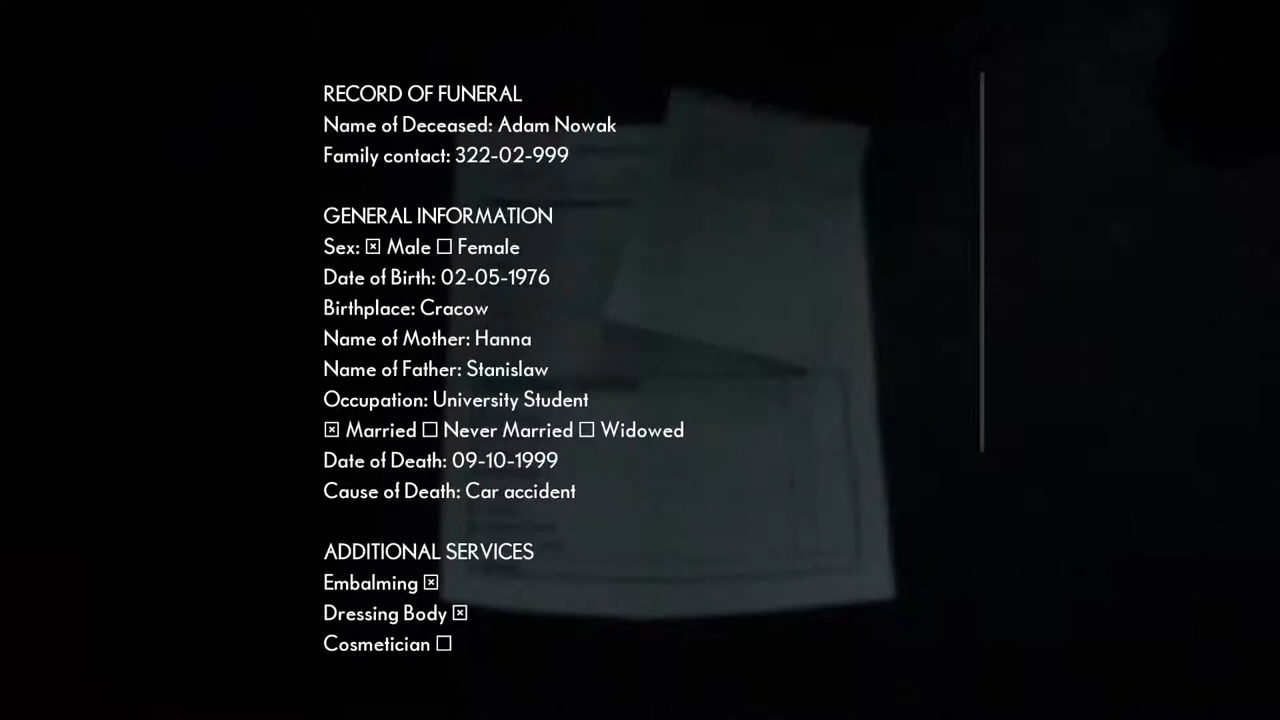 RECORD OF FUNERAL
Name of Deceased: Adam Nowak
Family contact: 322-02-999
GENERAL INFORMATION
Sex: ☒ Male ☐ Female
Date of Birth: 02-05-1976
Birthplace: Cracow
Name of Mother: Hanna
Name of Father: Stanislaw
Occupation: University Student
☒ Married ☐ Never Married ☐ Widowed
Date of Death: 09-10-1999
Cause of Death: Car accident
ADDITIONAL SERVICES
Embalming ☒
Dressing Body ☒
Cosmetician ☐